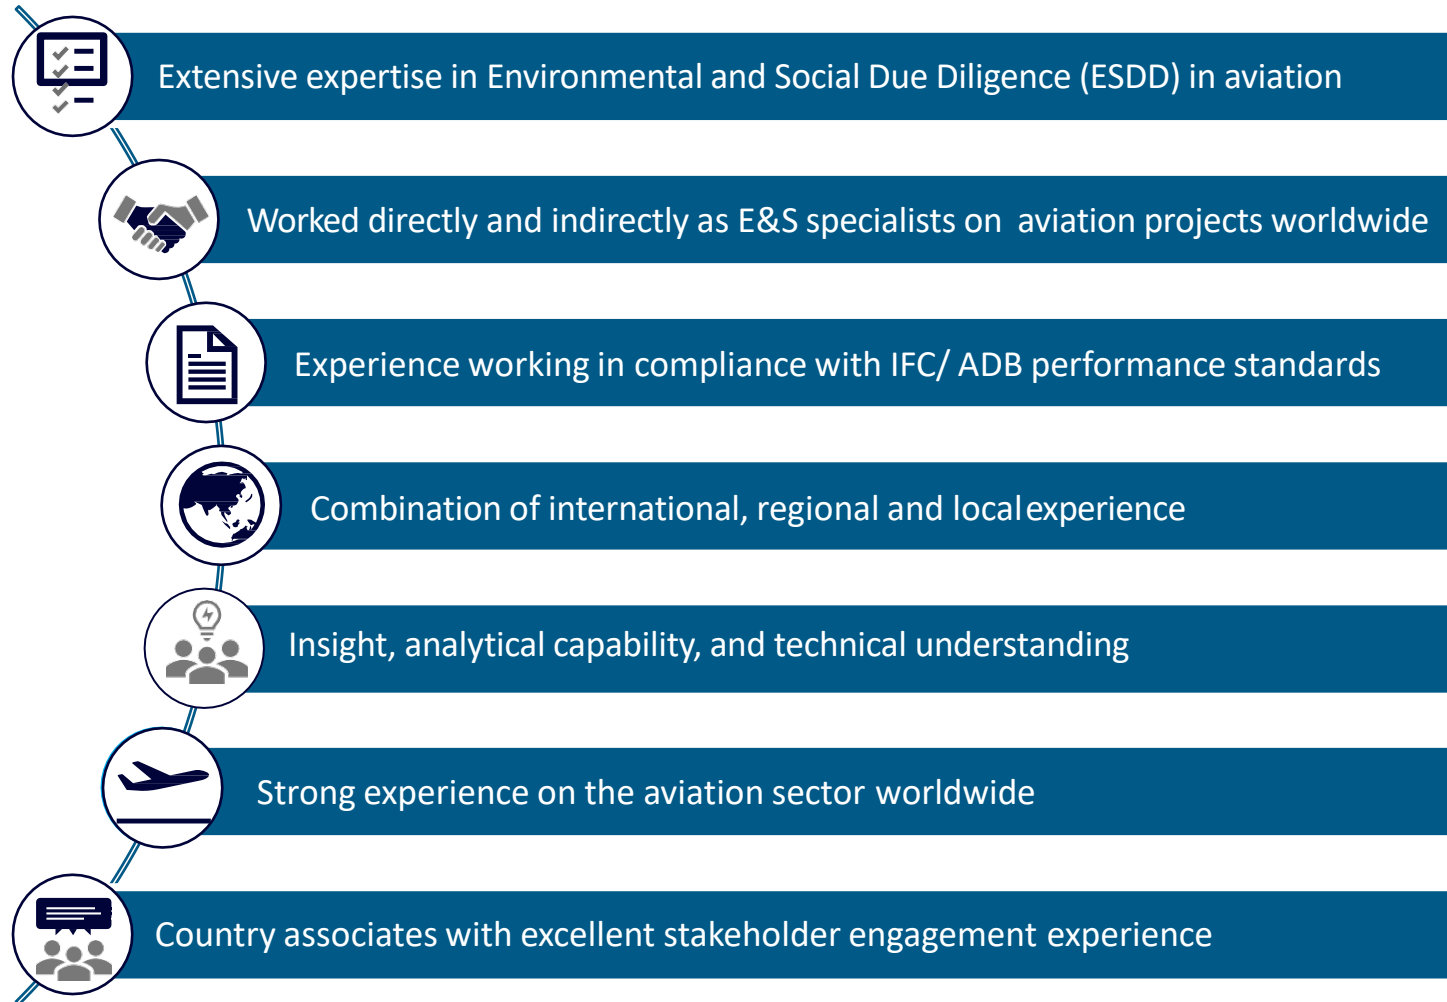 Extensive expertise in Environmental and Social Due Diligence (ESDD) in aviation
Worked directly and indirectly as E&S specialists on aviation projects worldwide
Experience working in compliance with IFC/ ADB performance standards
Combination of international, regional and local experience
Insight, analytical capability, and technical understanding
Strong experience on the aviation sector worldwide
Country associates with excellent stakeholder engagement experience